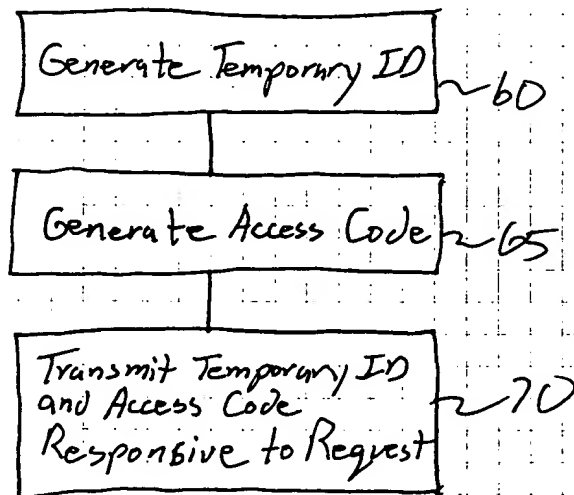 Generate Temporary ID
60
Generate Access Code
65
Transmit Temporary ID
and Access Code
70
Responsive to Request